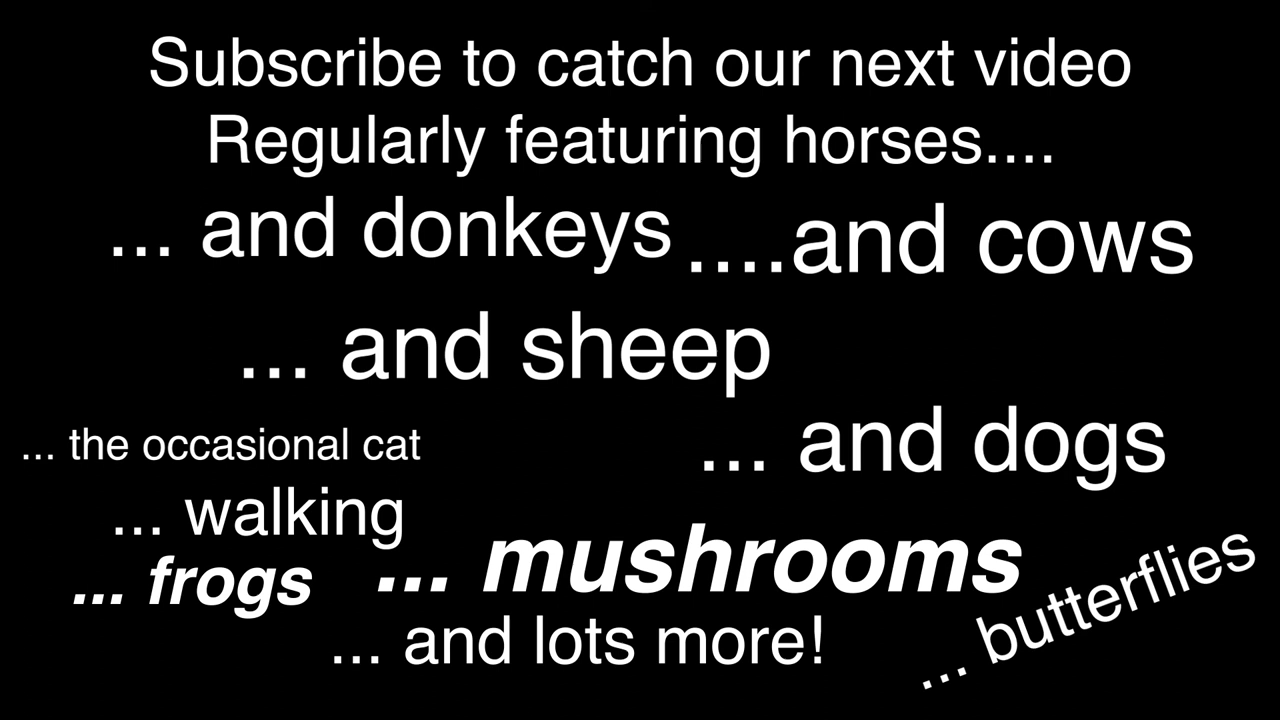 Subscribe to catch our next video
Regularly featuring horses....
... and donkeys
....and cows
... and sheep
... the occasional cat
... and dogs
... walking
... mushrooms
... frogs
... butterflies
... and lots more!